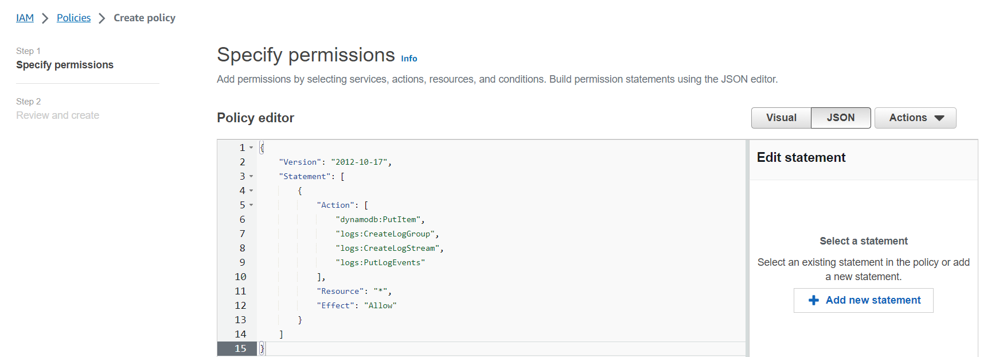 IAM > Policies > Create policy
Step 1
Specify permissions
Step 2
Review and create
Specify permissions Info
Add permissions by selecting services, actions, resources, and conditions. Build permission statements using the JSON editor.
Policy editor
Visual JSON Actions
1 {
2 "Version": "2012-10-17",
3 "Statement": [
4 {
5 "Action": [
6 "dynamodb:PutItem",
7 "logs:CreateLogGroup",
8 "logs:CreateLogStream",
9 "logs:PutLogEvents"
10 ],
11 "Resource": "*",
12 "Effect": "Allow"
13 }
14 ]
15 }
Edit statement
Select a statement
Select an existing statement in the policy or add
a new statement.
+ Add new statement